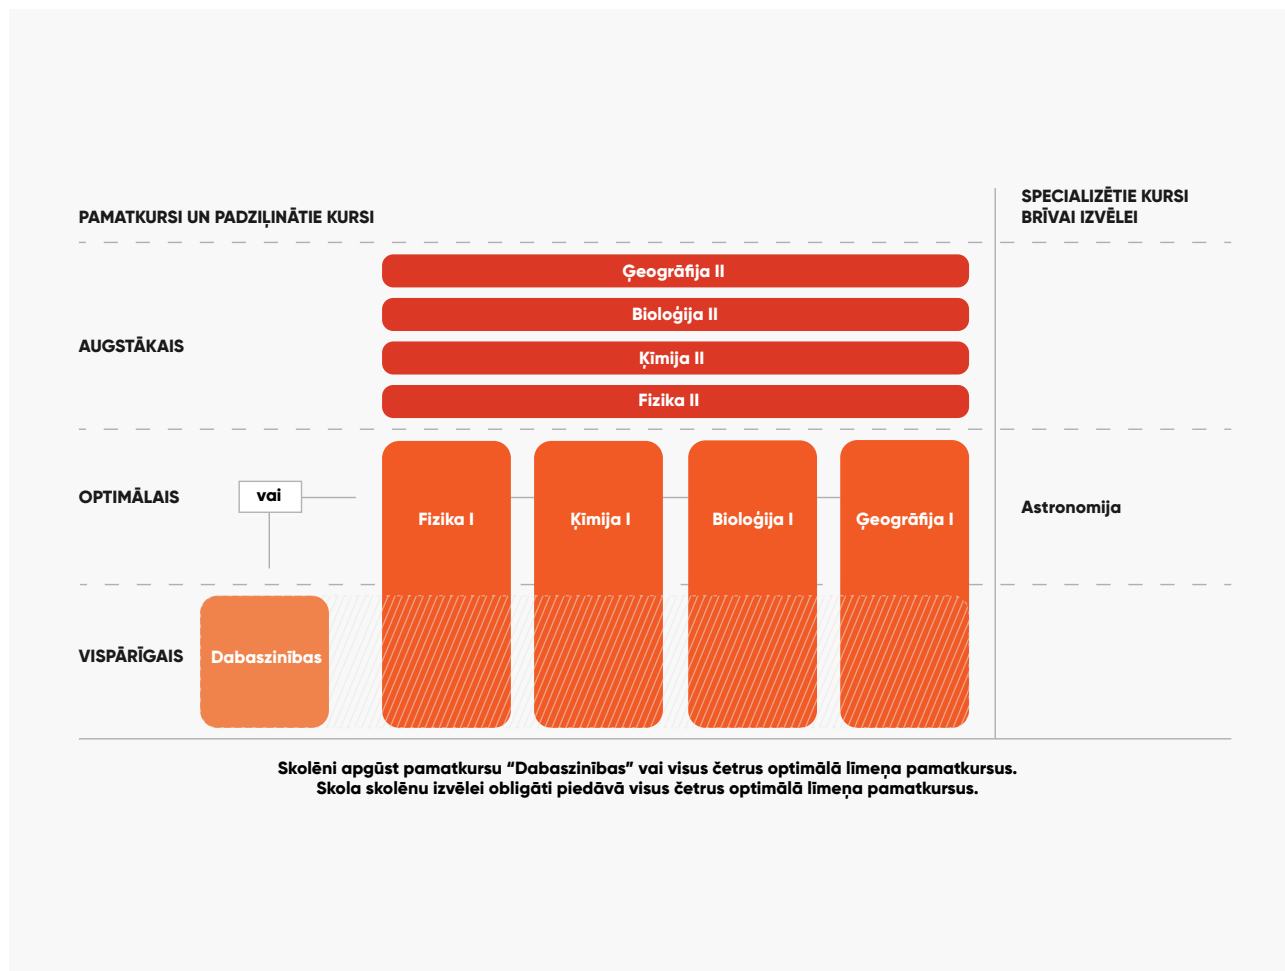 PAMATKURSI UN PADZIĻINĀTIE KURSI
SPECIALIZĒTIE KURSI
BRĪVAI IZVĒLEI
AUGSTĀKAIS
Ģeogrāfija II
Bioloģija II
Ķīmija II
Fizika II
OPTIMĀLAIS
vai
Fizika I
Ķīmija I
Bioloģija I
Ģeogrāfija I
Astronomija
VISPĀRĪGAIS
Dabaszinības
Skolēni apgūst pamatkursu “Dabaszinības” vai visus četrus optimālā līmeņa pamatkursus.
Skola skolēnu izvēlei obligāti piedāvā visus četrus optimālā līmeņa pamatkursus.